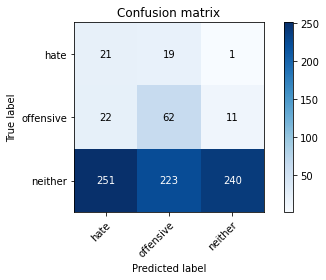 Confusion matrix
True label
hate
21
19
1
250
200
150
100
50
offensive
22
62
11
neither
251
223
240
hate
offensive
neither
Predicted label